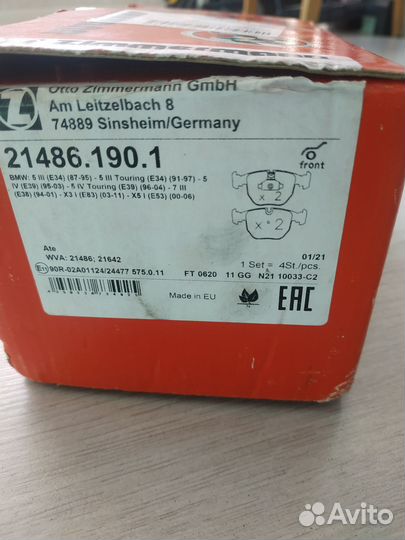 Otto Zimmermann GmbH
Am Leitzelbach 8
74889 Sinsheim/Germany
21486.190.1
front
BMW: 5 III (E34) (87-95) - 5 III Touring (E34) (91-97) - 5
IV (E39) (95-03) - 5 IV Touring (E39) (96-04) - 7 III
(E38) (94-01) - X3 I (E83) (03-11) - X5 I (E53) (00-06)
x 2
x 2
Ate
WVA: 21486; 21642
01/21
1 Set = 4St./pcs.
E11 90R-02A01124/24477 575.0.11
FT 0620 11 GG N21 10033-C2
Made in EU
EAC
Avito